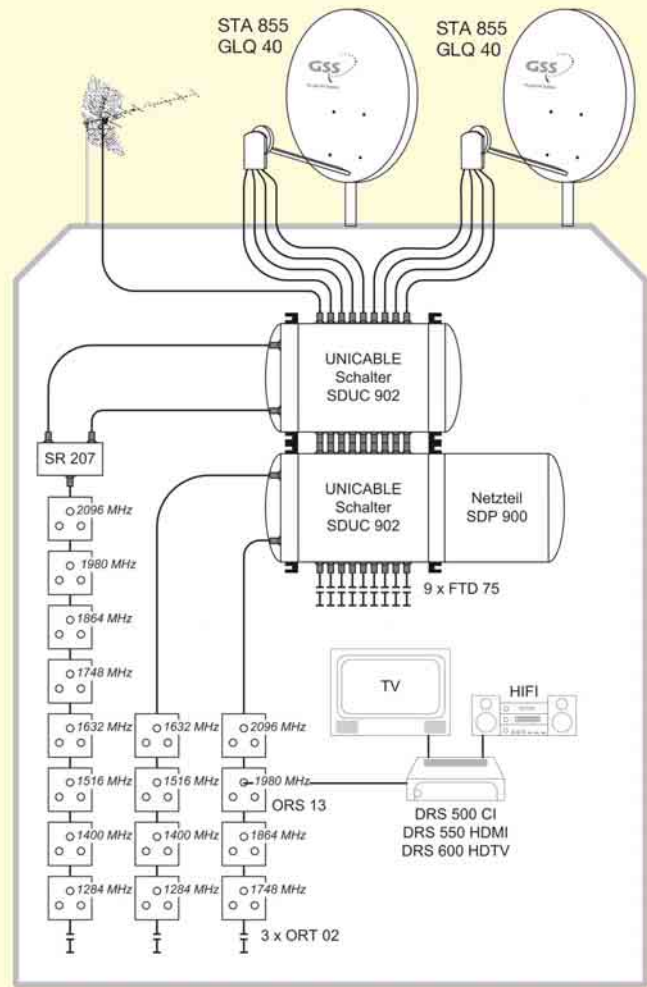 STA 855
GLQ 40
STA 855
GLQ 40
GSS
GSS
UNICABLE
Schalter
SDUC 902
SR 207
UNICABLE
Schalter
SDUC 902
Netzteil
SDP 900
9 x FTD 75
2096 MHz
1980 MHz
1864 MHz
1748 MHz
1632 MHz
1516 MHz
1400 MHz
1284 MHz
1632 MHz
1516 MHz
1400 MHz
1284 MHz
2096 MHz
1980 MHz
ORS 13
1864 MHz
1748 MHz
3 x ORT 02
TV
HIFI
DRS 500 CI
DRS 550 HDMI
DRS 600 HDTV